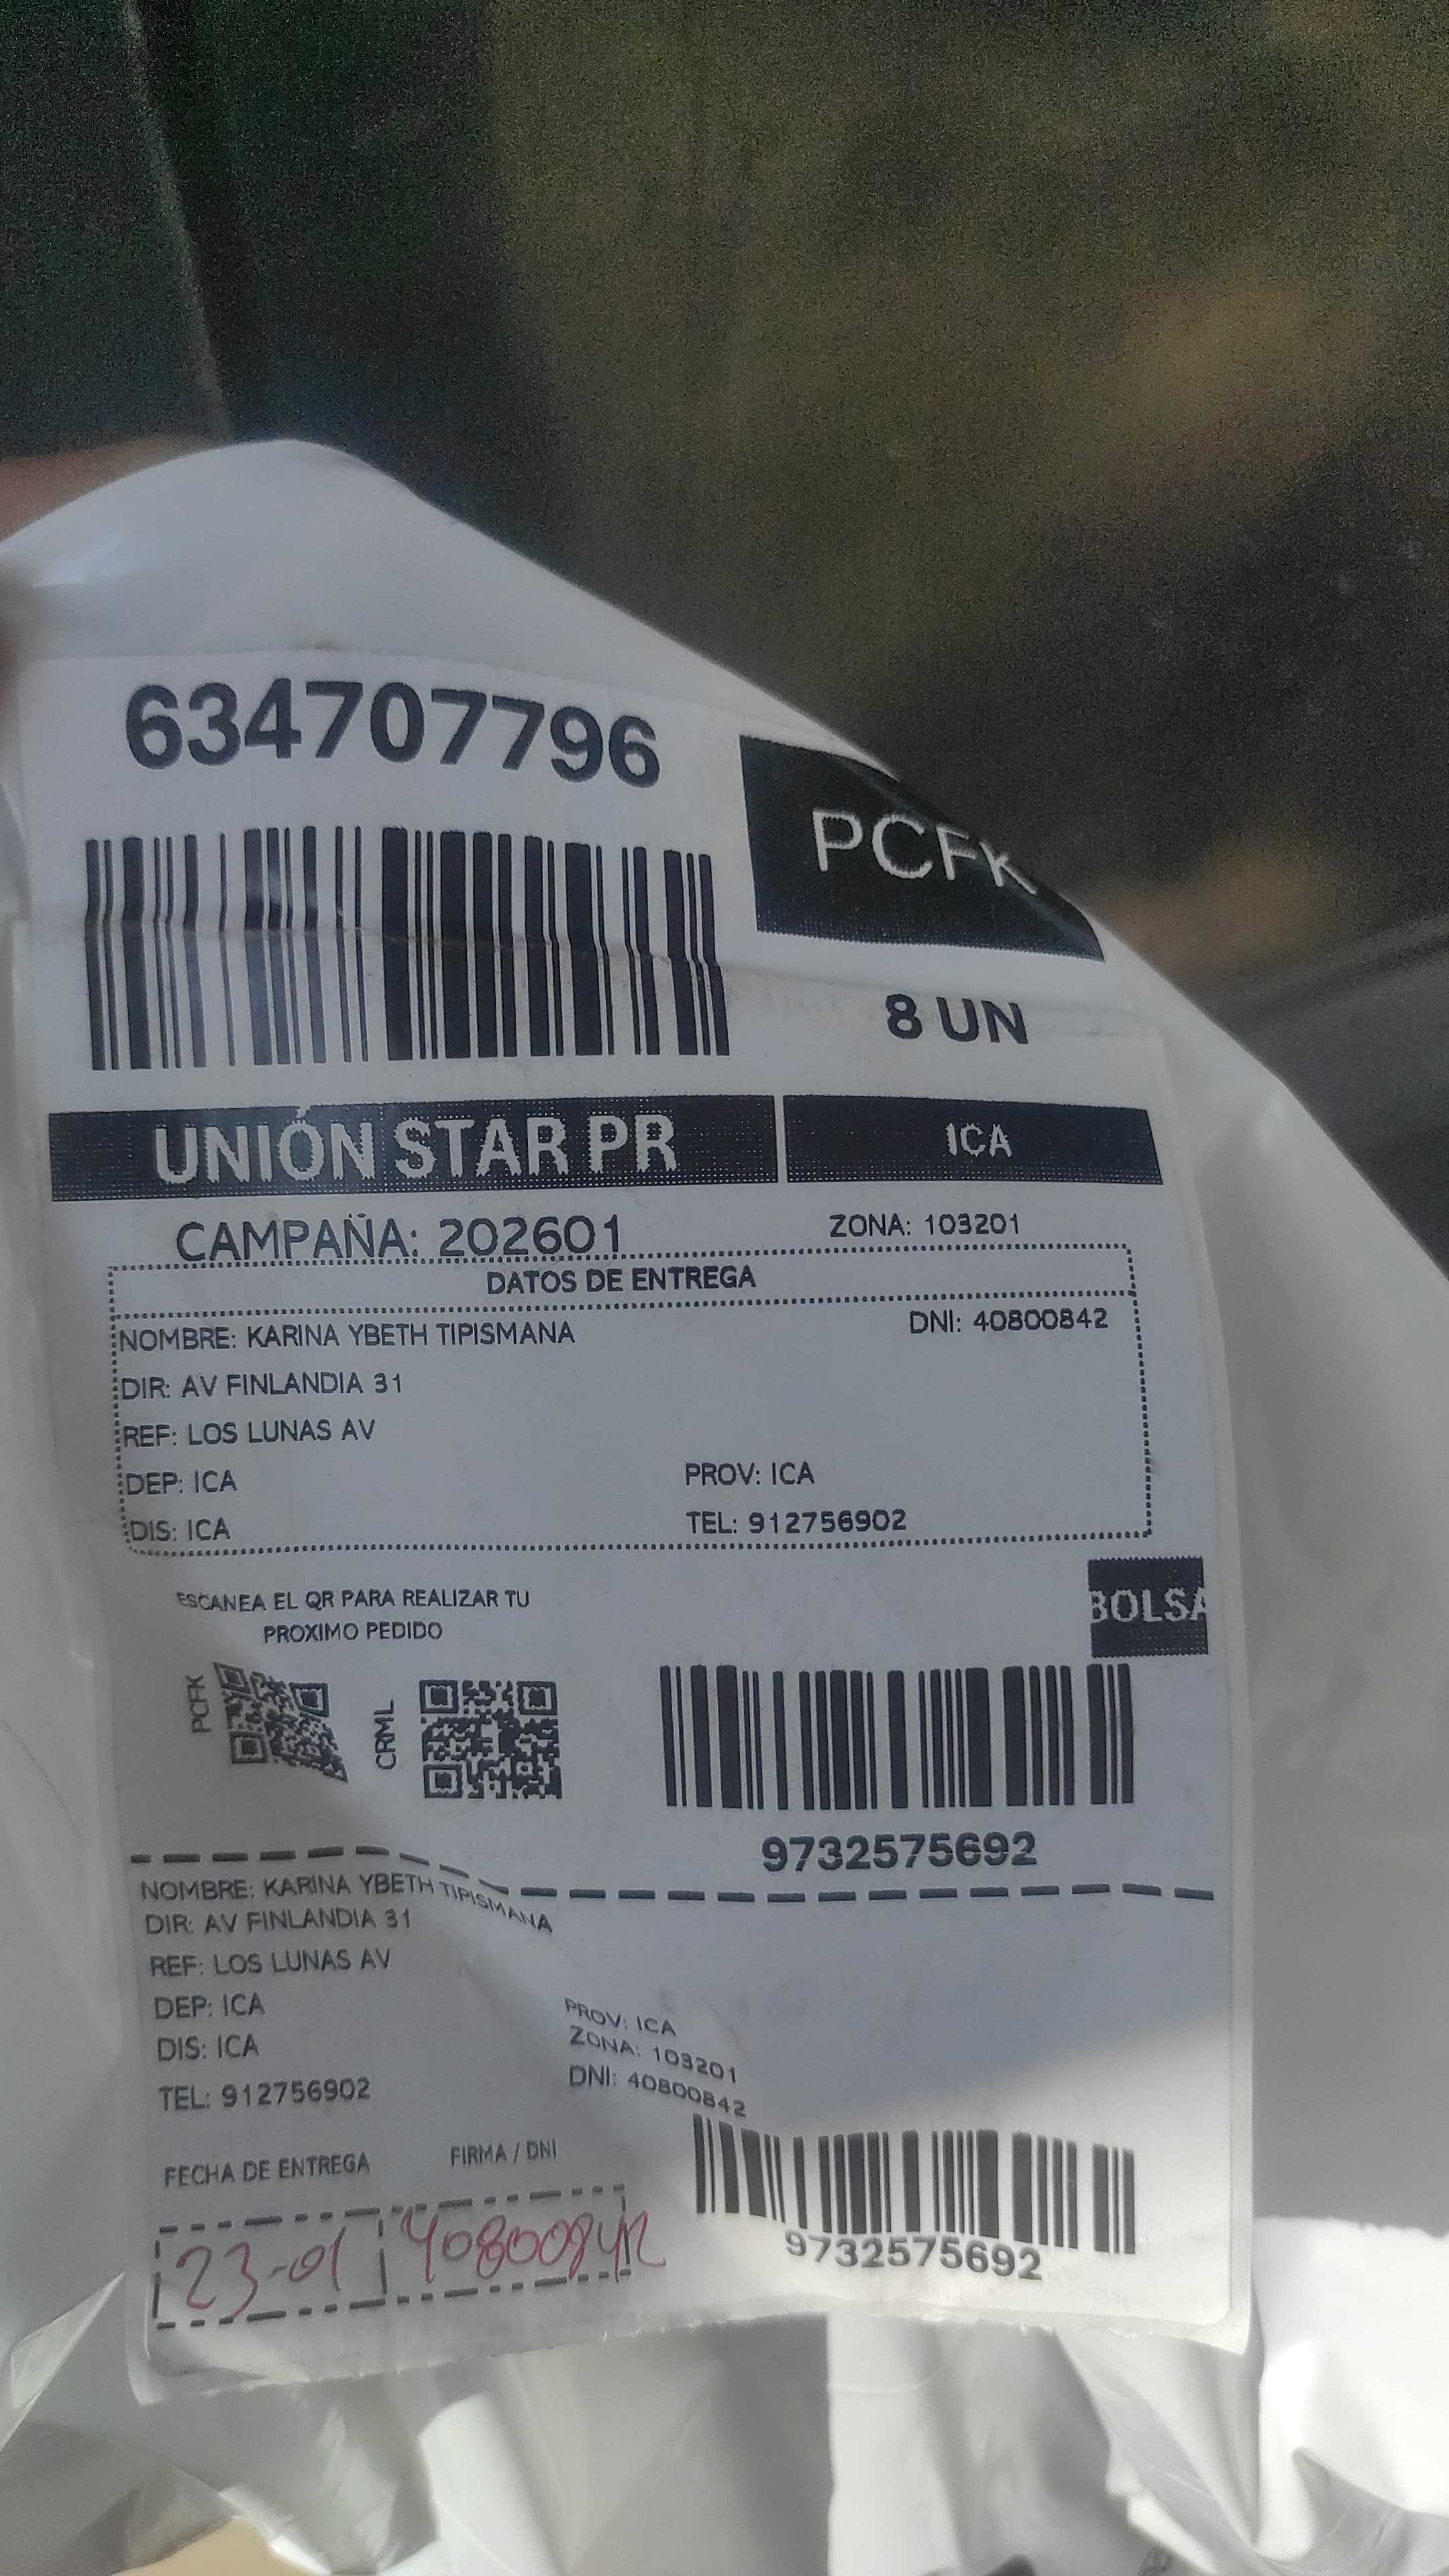 634707796
PCFK
8 UN
UNIÓN STAR PR
ICA
CAMPAÑA: 202601
ZONA: 103201
DATOS DE ENTREGA
NOMBRE: KARINA YBETH TIPISMANA
DNI: 40800842
DIR: AV FINLANDIA 31
REF: LOS LUNAS AV
DEP: ICA
PROV: ICA
DIS: ICA
TEL: 912756902
ESCANEA EL QR PARA REALIZAR TU
PROXIMO PEDIDO
BOLSA
PCFK
CRML
9732575692
NOMBRE: KARINA YBETH TIPISMANA
DIR: AV FINLANDIA 31
REF: LOS LUNAS AV
DEP: ICA
PROV: ICA
DIS: ICA
ZONA: 103201
TEL: 912756902
DNI: 40800842
FECHA DE ENTREGA
FIRMA / DNI
23-01
40800842
9732575692